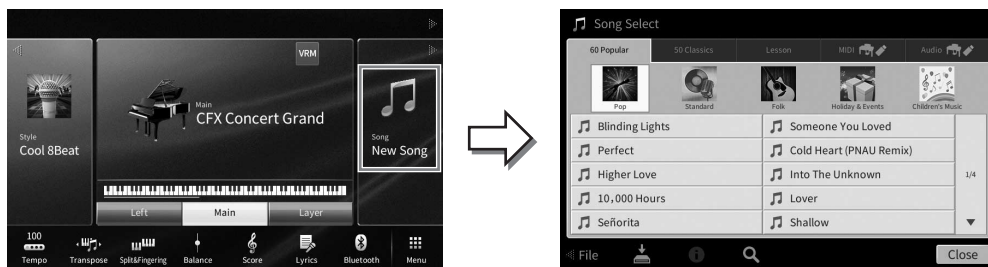 VRM
Style
Cool 8Beat
Main
CFX Concert Grand
Song
New Song
Left Main Layer
100
Tempo Transpose Split&Fingering Balance Score Lyrics Bluetooth Menu
Song Select
60 Popular 50 Classics Lesson MIDI Audio
Pop Standard Folk Holiday & Events Children's Music
Blinding Lights Someone You Loved
Perfect Cold Heart (PNAU Remix)
Higher Love Into The Unknown 1/4
10,000 Hours Lover
Señorita Shallow
File Close